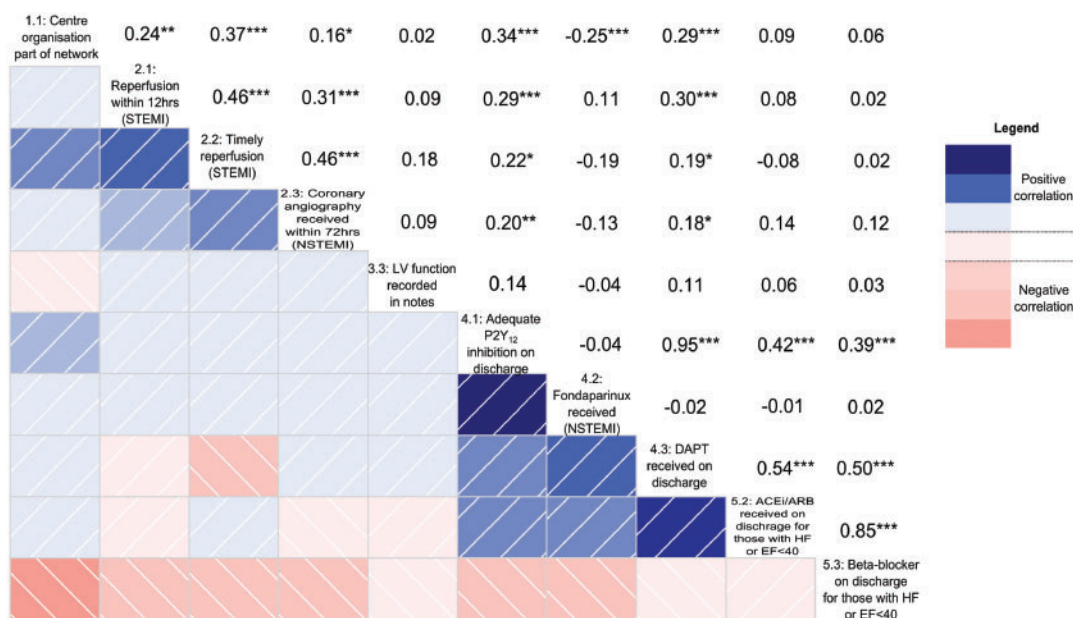 1.1: Centre
organisation
part of network
0.24** 0.37*** 0.16* 0.02 0.34*** -0.25*** 0.29*** 0.09 0.06
2.1:
Reperfusion
within 12hrs
(STEMI)
0.46*** 0.31*** 0.09 0.29*** 0.11 0.30*** 0.08 0.02
2.2: Timely
reperfusion
(STEMI)
0.46*** 0.18 0.22* -0.19 0.19* -0.08 0.02
2.3: Coronary
angiography
received
within 72hrs
(NSTEMI)
0.09 0.20** -0.13 0.18* 0.14 0.12
3.3: LV function
recorded
in notes
0.14 -0.04 0.11 0.06 0.03
4.1: Adequate
P2Y₁₂
inhibition on
discharge
-0.04 0.95*** 0.42*** 0.39***
4.2:
Fondaparinux
received
(NSTEMI)
-0.02 -0.01 0.02
4.3: DAPT
received on
discharge
0.54*** 0.50***
5.2: ACEi/ARB
received on
dischrage for
those with HF
or EF<40
0.85***
5.3: Beta-blocker
on discharge
for those with HF
or EF<40
Legend
Positive
correlation
Negative
correlation